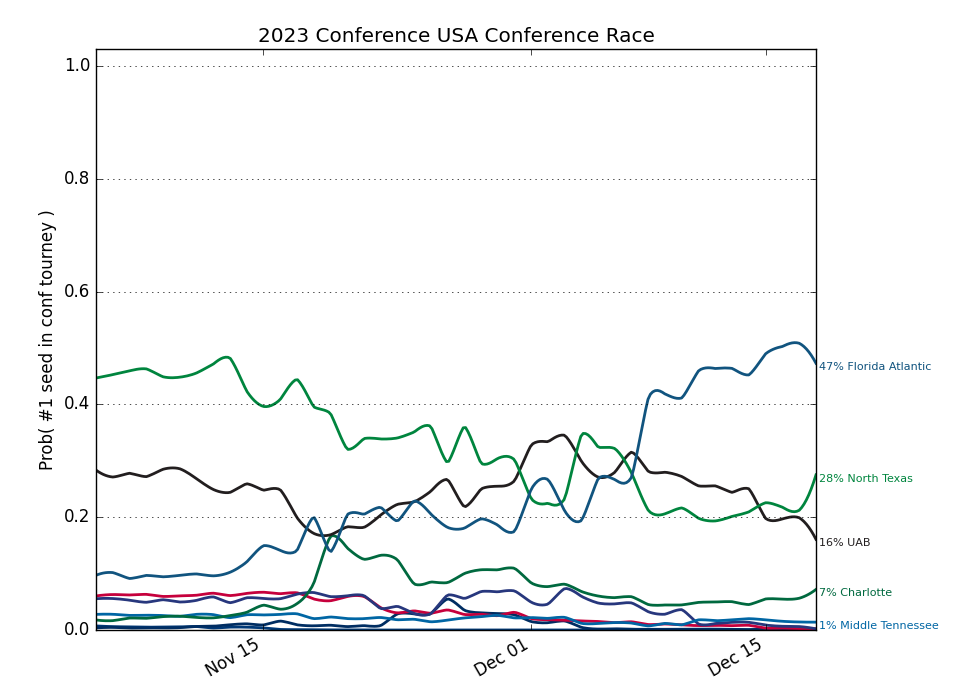 2023 Conference USA Conference Race
Prob( #1 seed in conf tourney )
1.0
0.8
0.6
0.4
0.2
0.0
47% Florida Atlantic
28% North Texas
16% UAB
7% Charlotte
1% Middle Tennessee
Nov 15
Dec 01
Dec 15